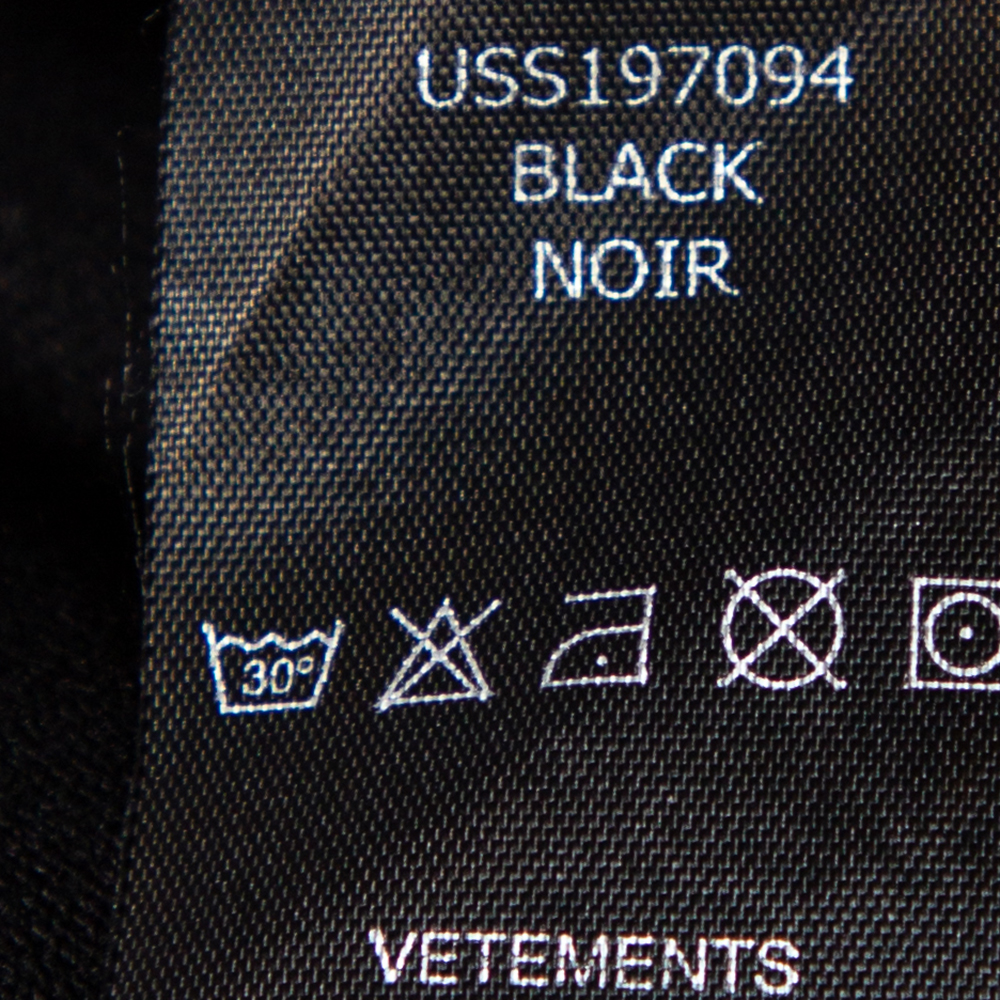 USS197094
BLACK
NOIR
30°
VETEMENTS